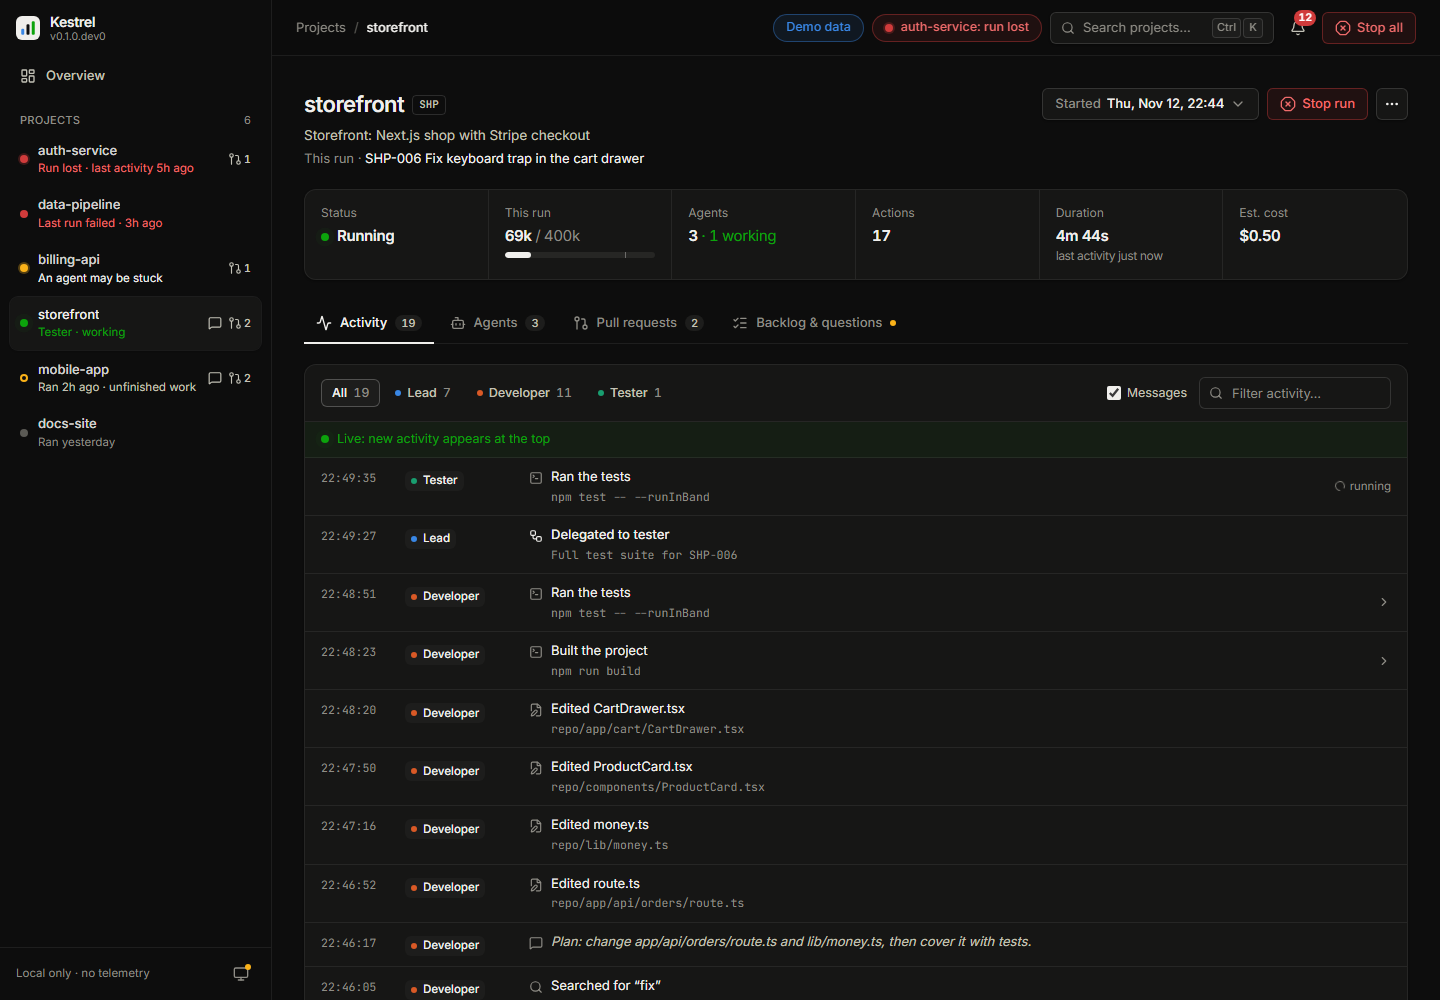 Kestrel
v0.1.0.dev0
Overview
PROJECTS 6
auth-service
Run lost · last activity 5h ago
1
data-pipeline
Last run failed · 3h ago
billing-api
An agent may be stuck
1
storefront
Tester · working
2
mobile-app
Ran 2h ago · unfinished work
2
docs-site
Ran yesterday
Local only · no telemetry
Projects / storefront
Demo data
auth-service: run lost
Search projects... Ctrl K
12
Stop all
storefront SHP
Started Thu, Nov 12, 22:44
Stop run
Storefront: Next.js shop with Stripe checkout
This run · SHP-006 Fix keyboard trap in the cart drawer
Status
Running
This run
69k / 400k
Agents
3 · 1 working
Actions
17
Duration
4m 44s
last activity just now
Est. cost
$0.50
Activity 19
Agents 3
Pull requests 2
Backlog & questions
All 19
Lead 7
Developer 11
Tester 1
Messages
Filter activity...
Live: new activity appears at the top
22:49:35 Tester Ran the tests
npm test -- --runInBand
running
22:49:27 Lead Delegated to tester
Full test suite for SHP-006
22:48:51 Developer Ran the tests
npm test -- --runInBand
22:48:23 Developer Built the project
npm run build
22:48:20 Developer Edited CartDrawer.tsx
repo/app/cart/CartDrawer.tsx
22:47:50 Developer Edited ProductCard.tsx
repo/components/ProductCard.tsx
22:47:16 Developer Edited money.ts
repo/lib/money.ts
22:46:52 Developer Edited route.ts
repo/app/api/orders/route.ts
22:46:17 Developer Plan: change app/api/orders/route.ts and lib/money.ts, then cover it with tests.
22:46:05 Developer Searched for “fix”